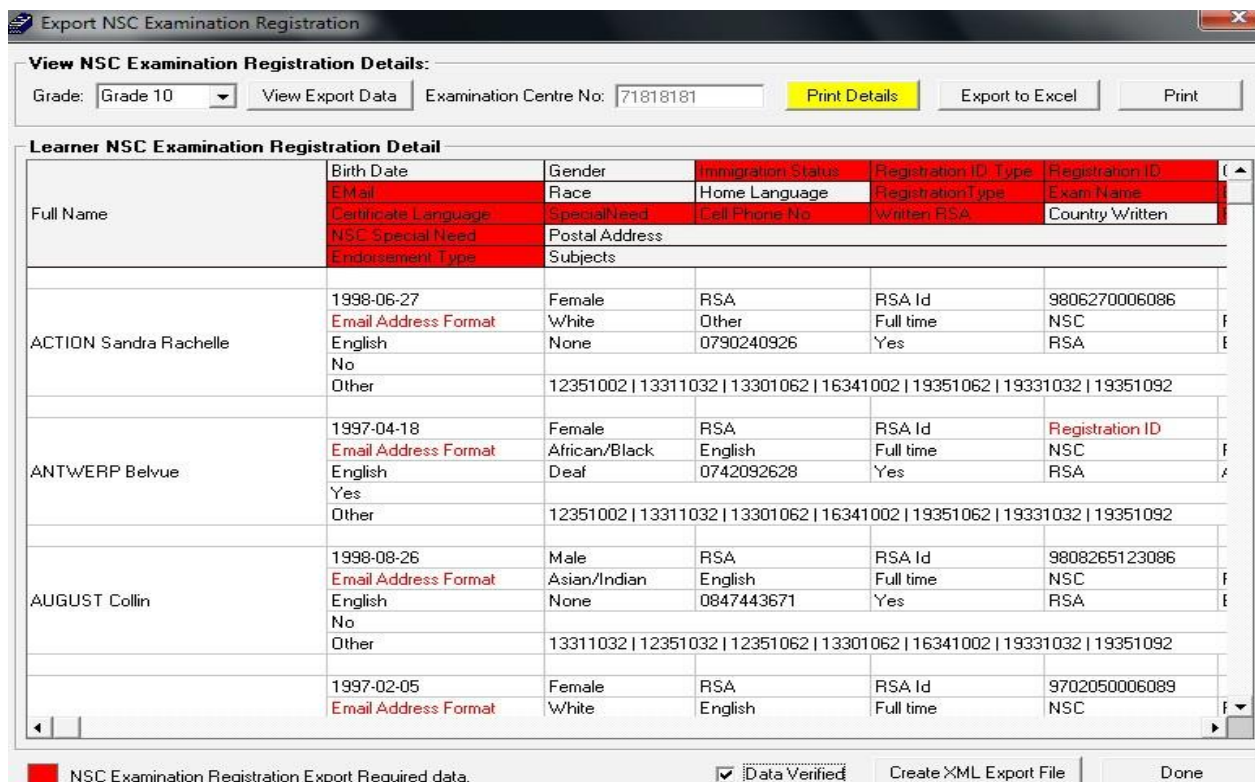 Export NSC Examination Registration
View NSC Examination Registration Details:
Grade: Grade 10 View Export Data Examination Centre No: 71818181 Print Details Export to Excel Print
Learner NSC Examination Registration Detail
Birth Date Gender Immigration Status Registration ID Type Registration ID
EMail Race Home Language RegistrationType Exam Name
Full Name
Certificate Language SpecialNeed Cell Phone No Written RSA Country Written
NSC Special Need Postal Address
Endorsement Type Subjects
1998-06-27 Female RSA RSA Id 9806270006086
Email Address Format White Other Full time NSC
ACTION Sandra Rachelle English None 0790240926 Yes RSA
No
Other 12351002 | 13311032 | 13301062 | 16341002 | 19351062 | 19331032 | 19351092
1997-04-18 Female RSA RSA Id Registration ID
Email Address Format African/Black English Full time NSC
ANTWERP Belvue English Deaf 0742092628 Yes RSA
Yes
Other 12351002 | 13311032 | 13301062 | 16341002 | 19351062 | 19331032 | 19351092
1998-08-26 Male RSA RSA Id 9808265123086
Email Address Format Asian/Indian English Full time NSC
AUGUST Collin English None 0847443671 Yes RSA
No
Other 13311032 | 12351032 | 12351062 | 13301062 | 16341002 | 19331032 | 19351092
1997-02-05 Female RSA RSA Id 9702050006089
Email Address Format White English Full time NSC
NSC Examination Registration Export Required data. Data Verified Create XML Export File Done